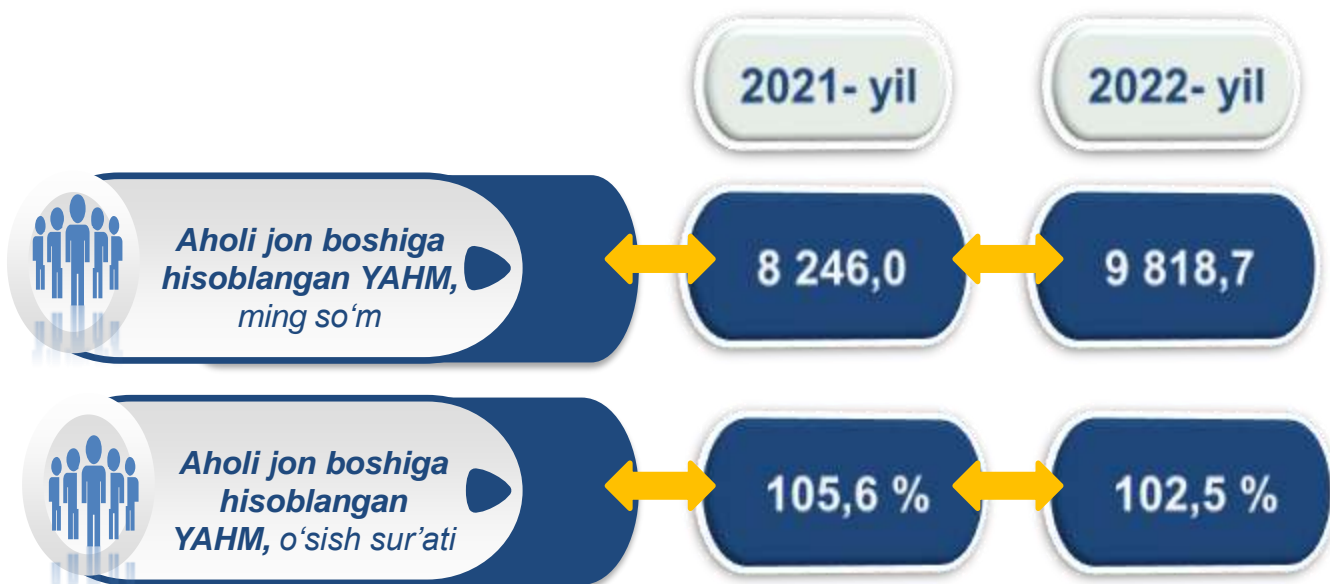 2021- yil
2022- yil
Aholi jon boshiga
hisoblangan YAHM,
ming so‘m
8 246,0
9 818,7
Aholi jon boshiga
hisoblangan
YAHM, o‘sish sur’ati
105,6 %
102,5 %